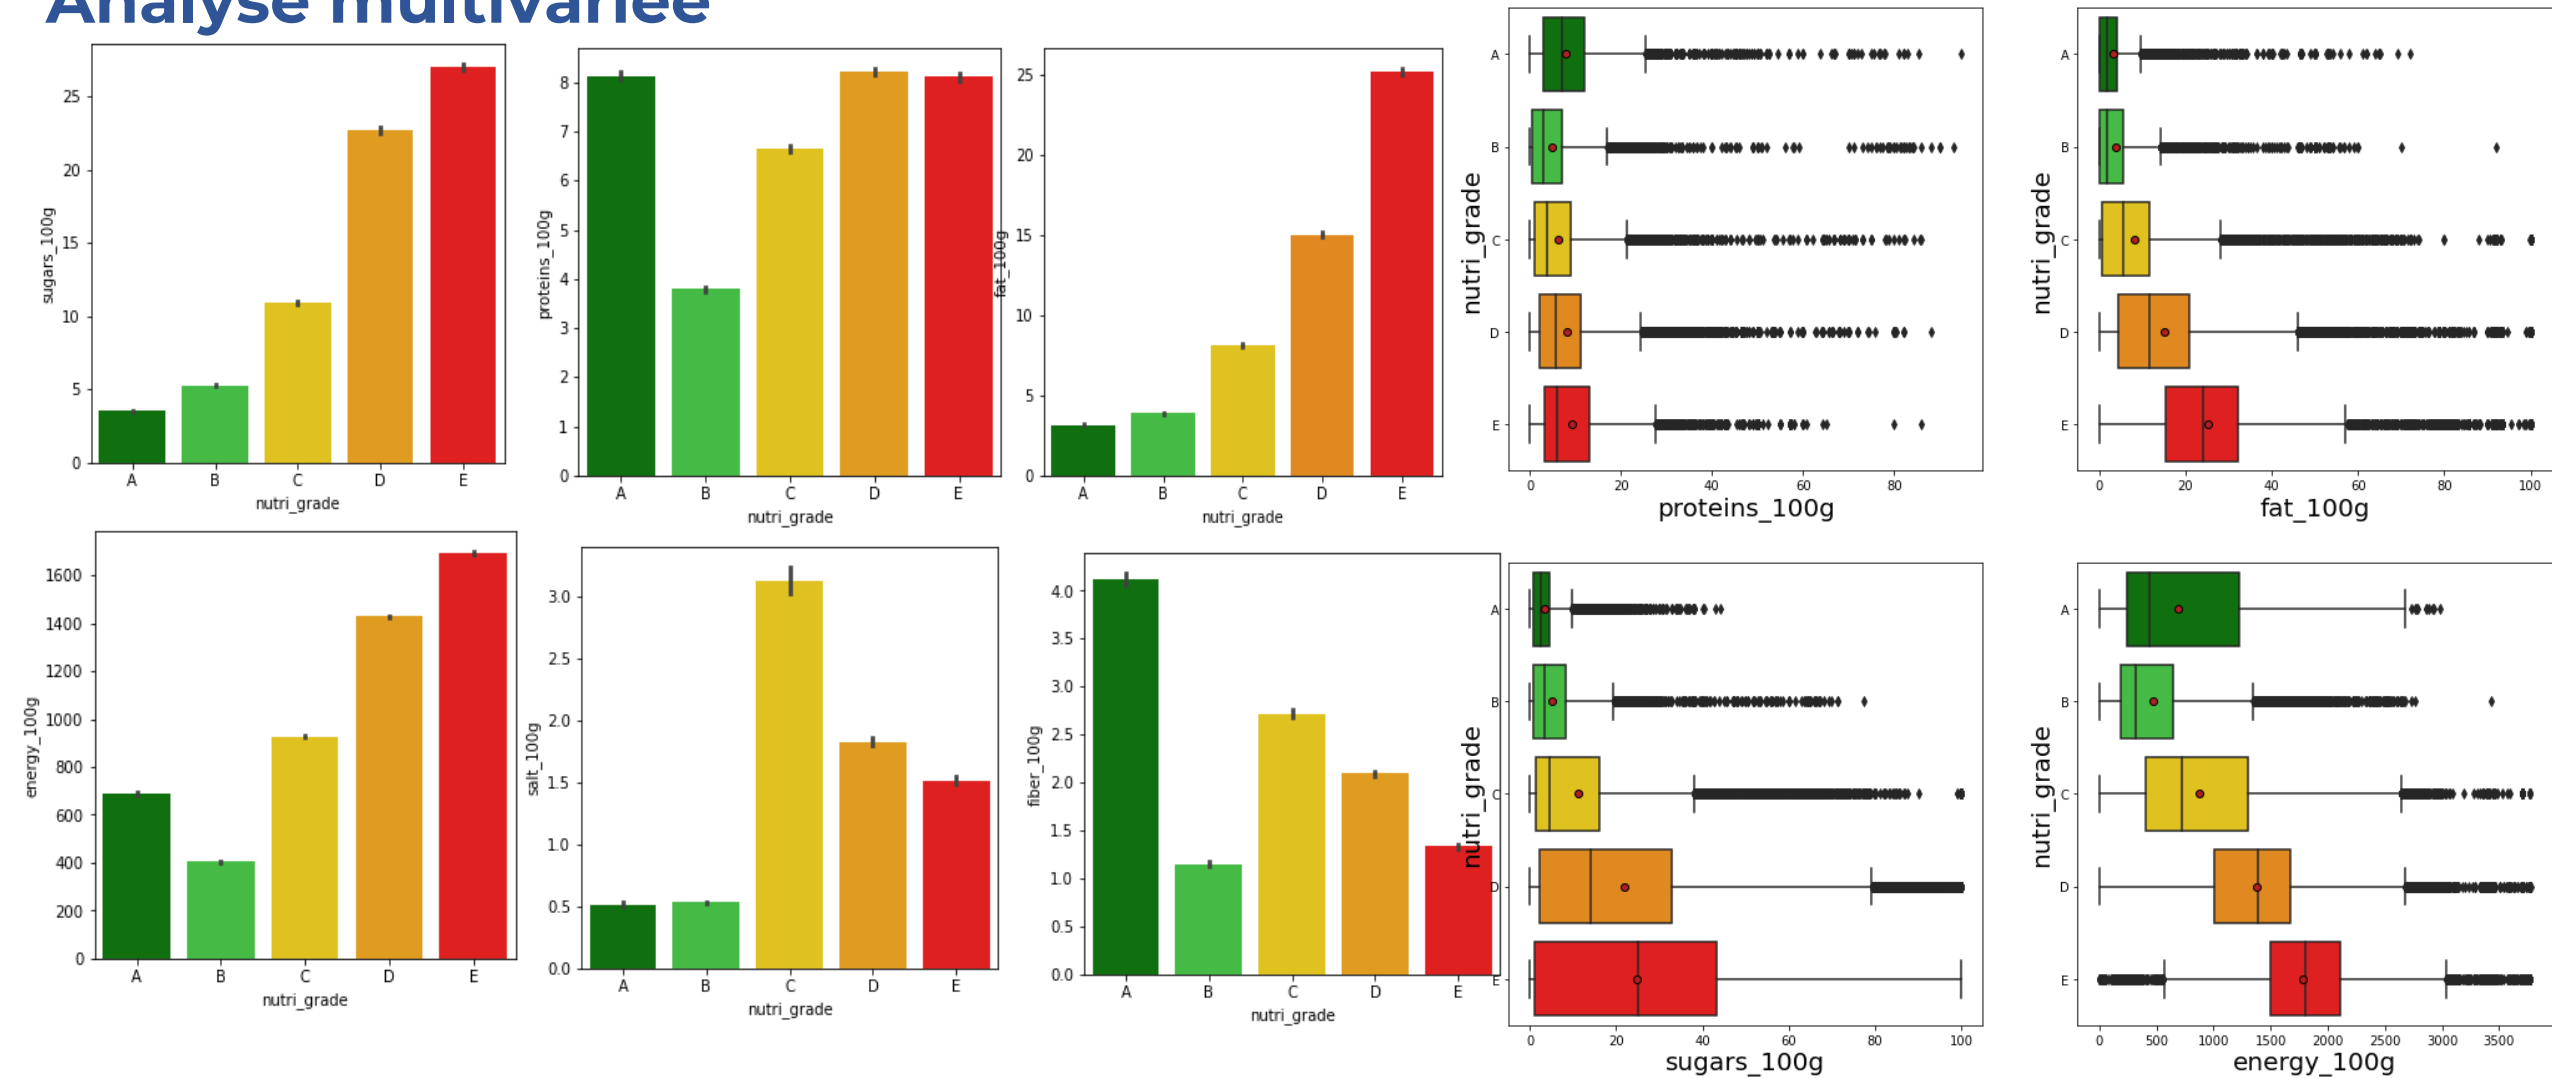 Analyse multivariée
sugars_100g
25
20
15
10
5
0
A B C D E
nutri_grade
proteins_100g
8
7
6
5
4
3
2
1
0
A B C D E
nutri_grade
fat_100g
25
20
15
10
5
0
A B C D E
nutri_grade
nutri_grade
A
B
C
D
E
0 20 40 60 80
proteins_100g
nutri_grade
A
B
C
D
E
0 20 40 60 80 100
fat_100g
energy_100g
1600
1400
1200
1000
800
600
400
200
0
A B C D E
nutri_grade
salt_100g
3.0
2.5
2.0
1.5
1.0
0.5
0.0
A B C D E
nutri_grade
fiber_100g
4.0
3.5
3.0
2.5
2.0
1.5
1.0
0.5
0.0
A B C D E
nutri_grade
nutri_grade
A
B
C
D
E
0 20 40 60 80 100
sugars_100g
nutri_grade
A
B
C
D
E
0 500 1000 1500 2000 2500 3000 3500
energy_100g